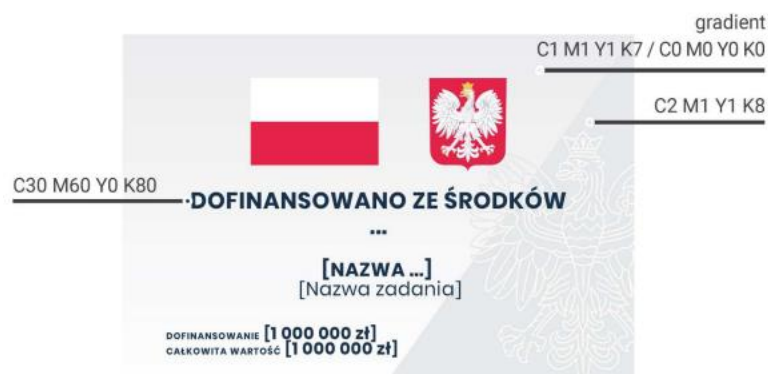 gradient
C1 M1 Y1 K7 / C0 M0 Y0 K0
C2 M1 Y1 K8
C30 M60 Y0 K80
DOFINANSOWANO ZE ŚRODKÓW
...
[NAZWA ...]
[Nazwa zadania]
DOFINANSOWANIE [1 000 000 zł]
CAŁKOWITA WARTOŚĆ [1 000 000 zł]